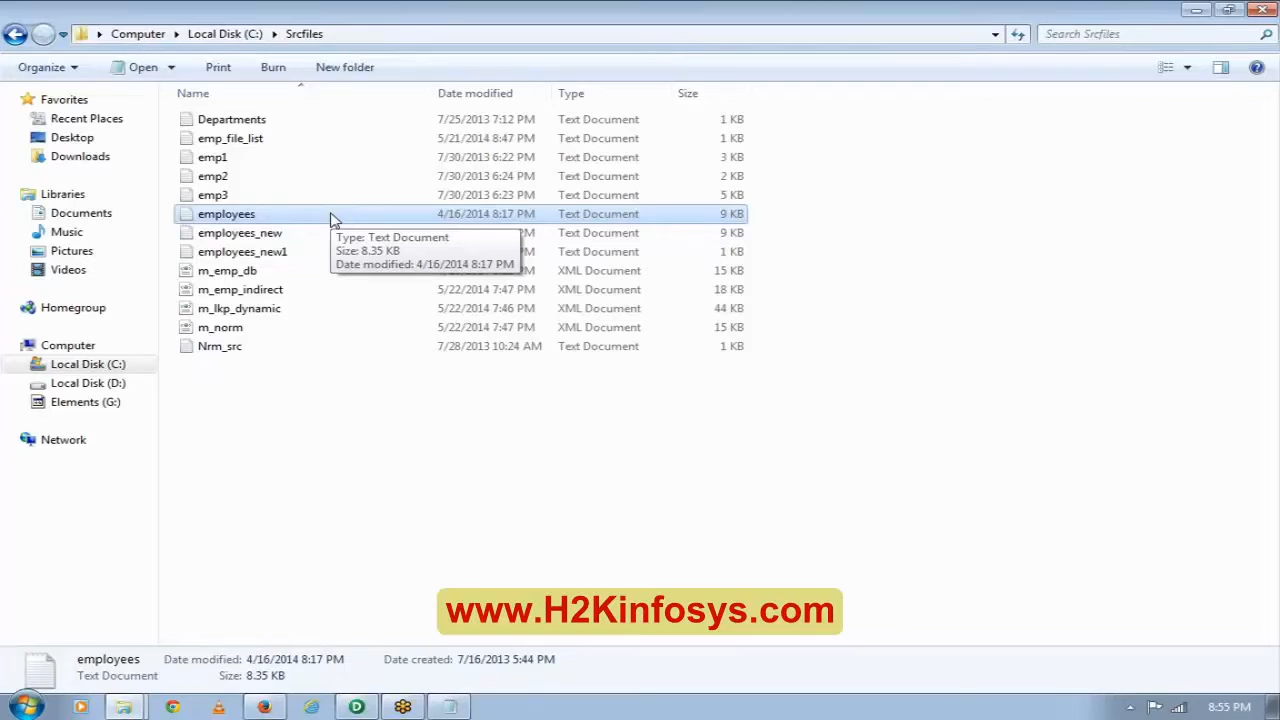 Computer Local Disk (C:) Srcfiles Search Srcfiles
Organize Open Print Burn New folder
Name Date modified Type Size
Favorites
Recent Places
Desktop
Downloads
Libraries
Documents
Music
Pictures
Videos
Homegroup
Computer
Local Disk (C:)
Local Disk (D:)
Elements (G:)
Network
Departments 7/25/2013 7:12 PM Text Document 1 KB
emp_file_list 5/21/2014 8:47 PM Text Document 1 KB
emp1 7/30/2013 6:22 PM Text Document 3 KB
emp2 7/30/2013 6:24 PM Text Document 2 KB
emp3 7/30/2013 6:23 PM Text Document 5 KB
employees 4/16/2014 8:17 PM Text Document 9 KB
employees_new PM Text Document 9 KB
employees_new1 PM Text Document 1 KB
m_emp_db PM XML Document 15 KB
m_emp_indirect 5/22/2014 7:47 PM XML Document 18 KB
m_lkp_dynamic 5/22/2014 7:46 PM XML Document 44 KB
m_norm 5/22/2014 7:47 PM XML Document 15 KB
Nrm_src 7/28/2013 10:24 AM Text Document 1 KB
Type: Text Document
Size: 8.35 KB
Date modified: 4/16/2014 8:17 PM
www.H2Kinfosys.com
employees Date modified: 4/16/2014 8:17 PM Date created: 7/16/2013 5:44 PM
Text Document Size: 8.35 KB
8:55 PM